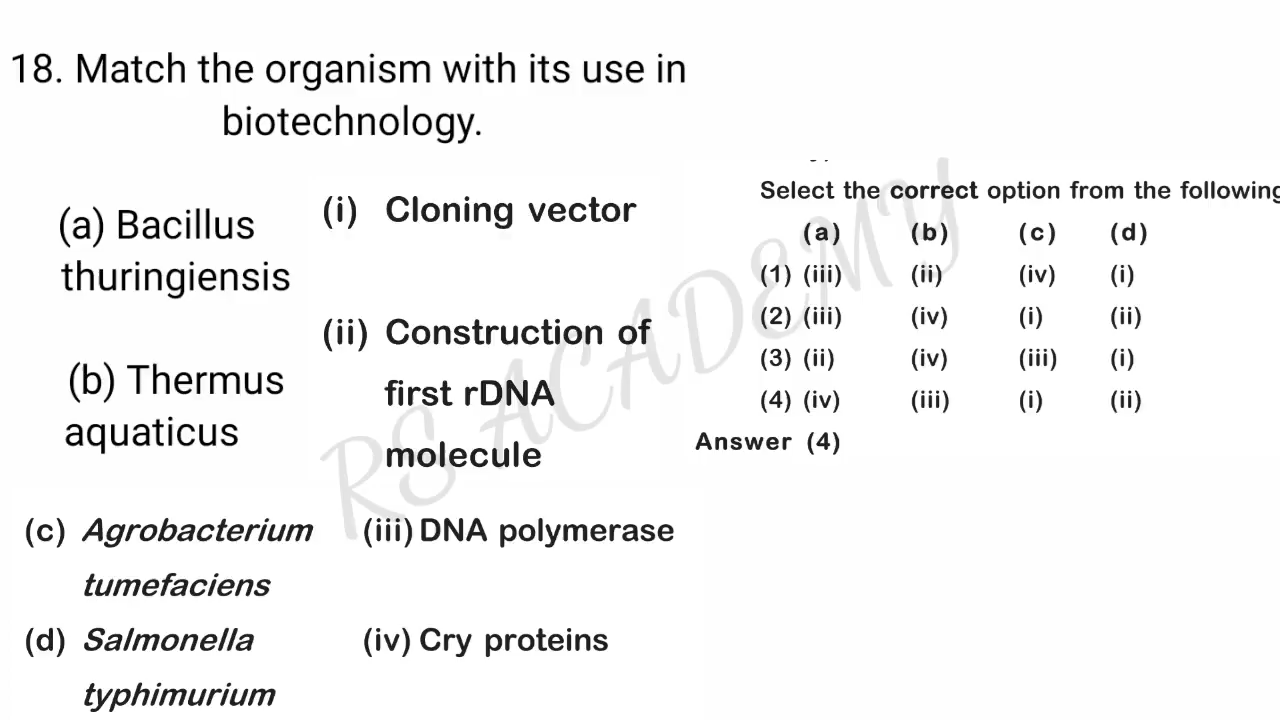 18. Match the organism with its use in
biotechnology.
(a) Bacillus
thuringiensis
(i) Cloning vector
(ii) Construction of
first rDNA
molecule
(b) Thermus
aquaticus
(c) Agrobacterium
tumefaciens
(iii) DNA polymerase
(d) Salmonella
typhimurium
(iv) Cry proteins
Select the correct option from the following
(a) (b) (c) (d)
(1) (iii) (ii) (iv) (i)
(2) (iii) (iv) (i) (ii)
(3) (ii) (iv) (iii) (i)
(4) (iv) (iii) (i) (ii)
Answer (4)
RS ACADEMY